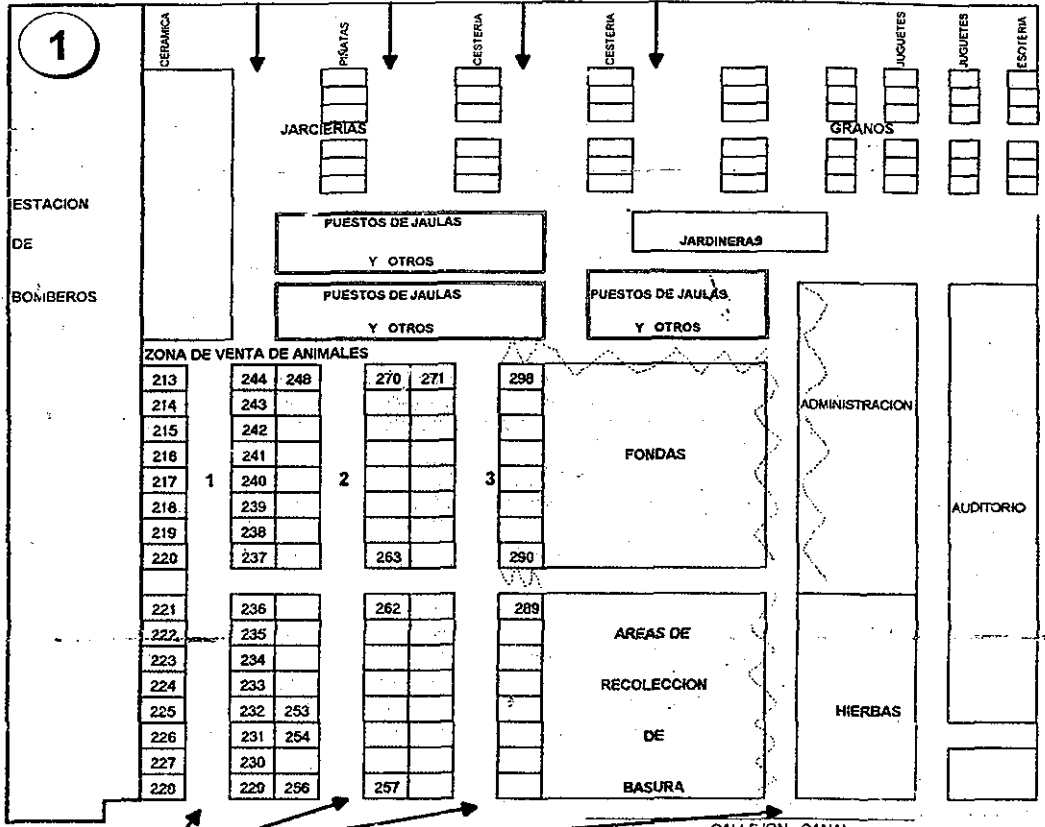 1
CERAMICA
PIÑATAS
CESTERIA
CESTERIA
JUGUETES
JUGUETES
ESOTERIA
JARCIERIAS
GRANOS
ESTACION
DE
BOMBEROS
PUESTOS DE JAULAS
Y OTROS
JARDINERAS
PUESTOS DE JAULAS
Y OTROS
PUESTOS DE JAULAS
Y OTROS
ZONA DE VENTA DE ANIMALES
213 244 248 270 271 298
214 243
215 242
216 241
217 240
218 239
219 238
220 237 263 290
1
2
3
FONDAS
ADMINISTRACION
AUDITORIO
221 236 262 289
222 235
223 234
224 233
225 232 253
226 231 254
227 230
228 229 256 257
AREAS DE
RECOLECCION
DE
BASURA
HIERBAS
CALLEJON CANAL